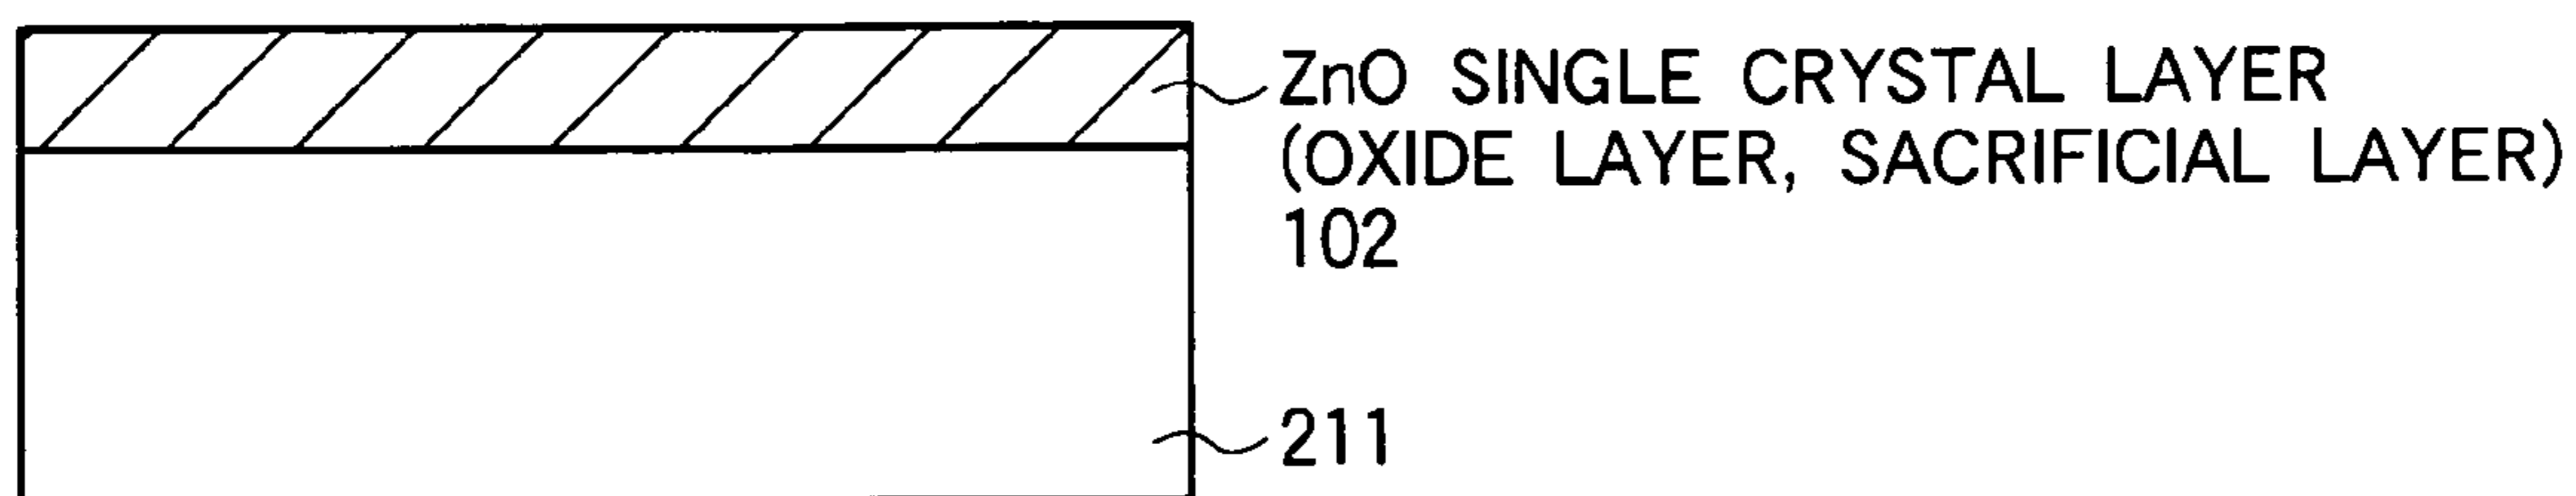 ZnO SINGLE CRYSTAL LAYER
(OXIDE LAYER, SACRIFICIAL LAYER)
102
211